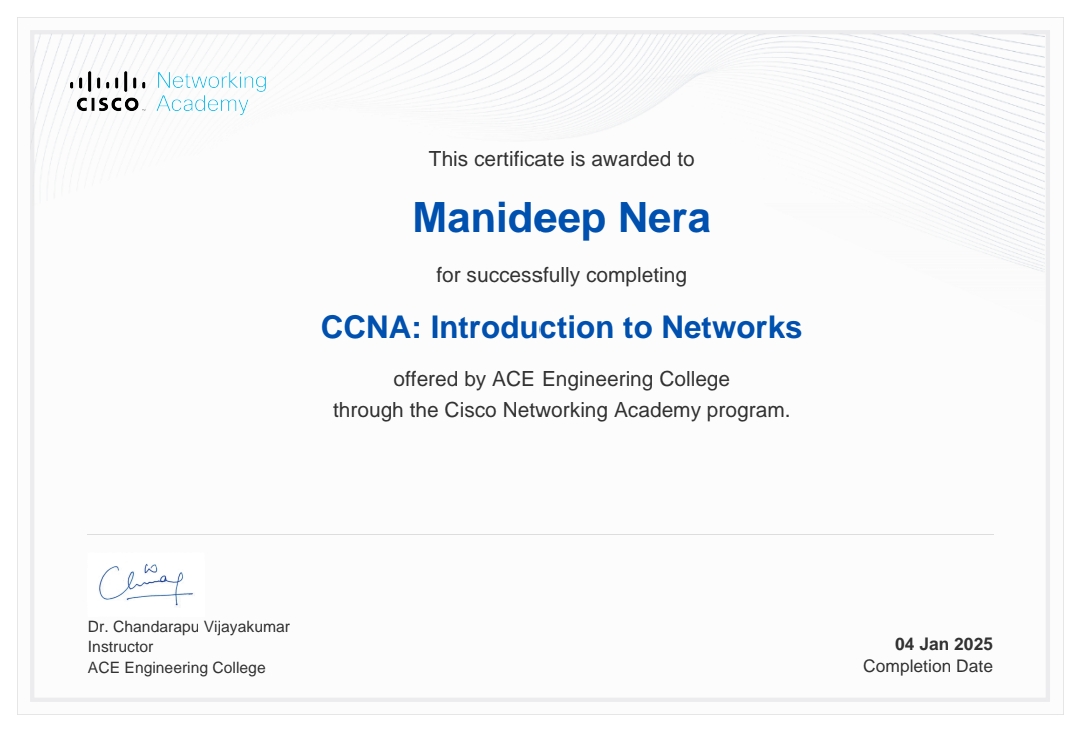 Networking
CISCO Academy
This certificate is awarded to
Manideep Nera
for successfully completing
CCNA: Introduction to Networks
offered by ACE Engineering College
through the Cisco Networking Academy program.
Dr. Chandarapu Vijayakumar
Instructor
ACE Engineering College
04 Jan 2025
Completion Date